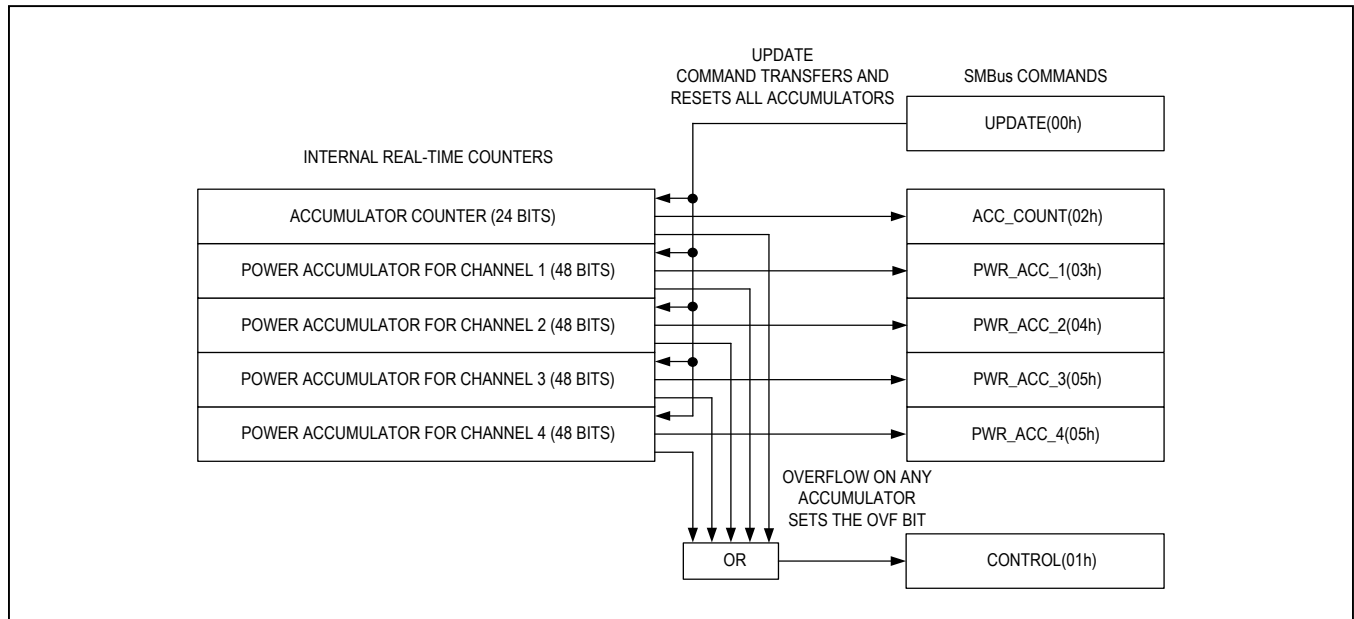 UPDATE
COMMAND TRANSFERS AND
RESETS ALL ACCUMULATORS
SMBus COMMANDS
UPDATE(00h)
INTERNAL REAL-TIME COUNTERS
ACCUMULATOR COUNTER (24 BITS)
ACC_COUNT(02h)
POWER ACCUMULATOR FOR CHANNEL 1 (48 BITS)
PWR_ACC_1(03h)
POWER ACCUMULATOR FOR CHANNEL 2 (48 BITS)
PWR_ACC_2(04h)
POWER ACCUMULATOR FOR CHANNEL 3 (48 BITS)
PWR_ACC_3(05h)
POWER ACCUMULATOR FOR CHANNEL 4 (48 BITS)
PWR_ACC_4(05h)
OVERFLOW ON ANY
ACCUMULATOR
SETS THE OVF BIT
OR
CONTROL(01h)